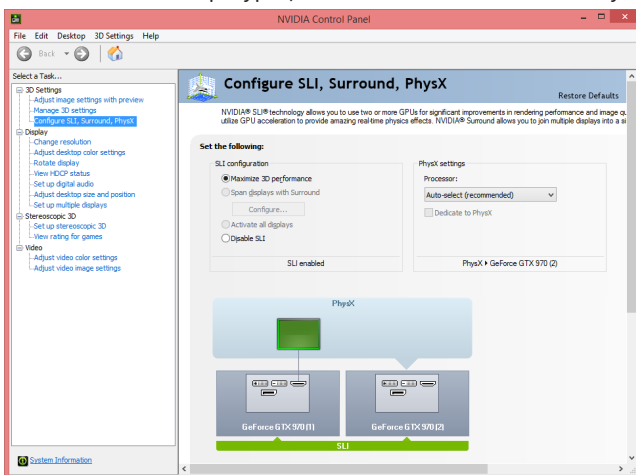 NVIDIA Control Panel
File Edit Desktop 3D Settings Help
Back
Select a Task...
3D Settings
Adjust image settings with preview
Manage 3D settings
Configure SLI, Surround, PhysX
Display
Change resolution
Adjust desktop color settings
Rotate display
View HDCP status
Set up digital audio
Adjust desktop size and position
Set up multiple displays
Stereoscopic 3D
Set up stereoscopic 3D
View rating for games
Video
Adjust video color settings
Adjust video image settings
System Information
Configure SLI, Surround, PhysX
Restore Defaults
NVIDIA® SLI® technology allows you to use two or more GPUs for significant improvements in rendering performance and image qu
utilize GPU acceleration to provide amazing real-time physics effects. NVIDIA® Surround allows you to join multiple displays into a si
Set the following:
SLI configuration
Maximize 3D performance
Span displays with Surround
Configure...
Activate all displays
Disable SLI
SLI enabled
PhysX settings
Processor:
Auto-select (recommended)
Dedicate to PhysX
PhysX ▸ GeForce GTX 970 (2)
PhysX
GeForce GTX 970 (1)
GeForce GTX 970 (2)
SLI